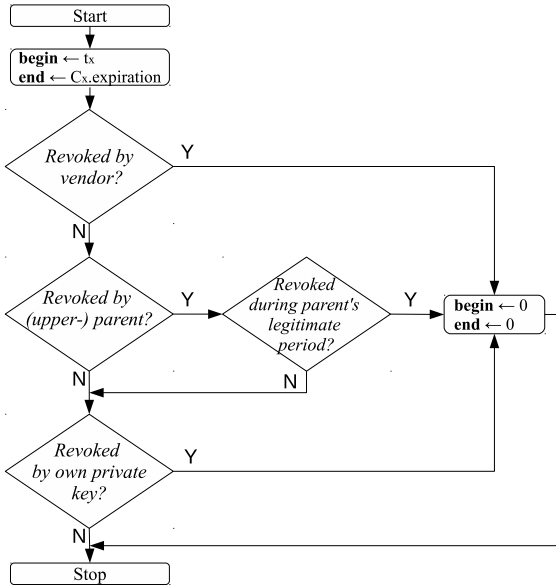 Start
begin ← tx
end ← Cx.expiration
Revoked by
vendor?
Y
N
Revoked by
(upper-) parent?
Y
Revoked
during parent's
legitimate
period?
Y
begin ← 0
end ← 0
N
N
Revoked
by own private
key?
Y
N
Stop